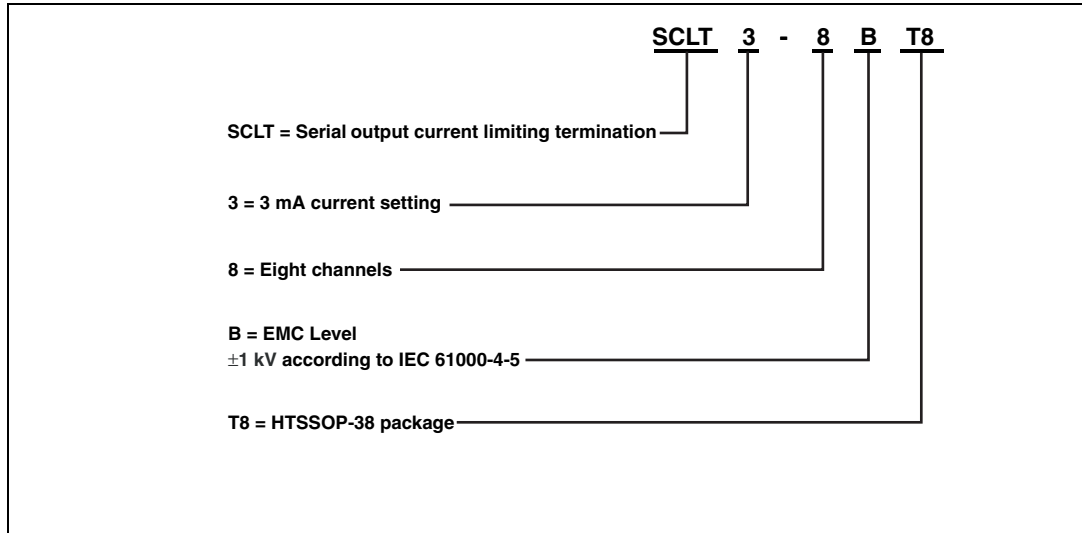 SCLT 3 - 8 B T8
SCLT = Serial output current limiting termination
3 = 3 mA current setting
8 = Eight channels
B = EMC Level
±1 kV according to IEC 61000-4-5
T8 = HTSSOP-38 package